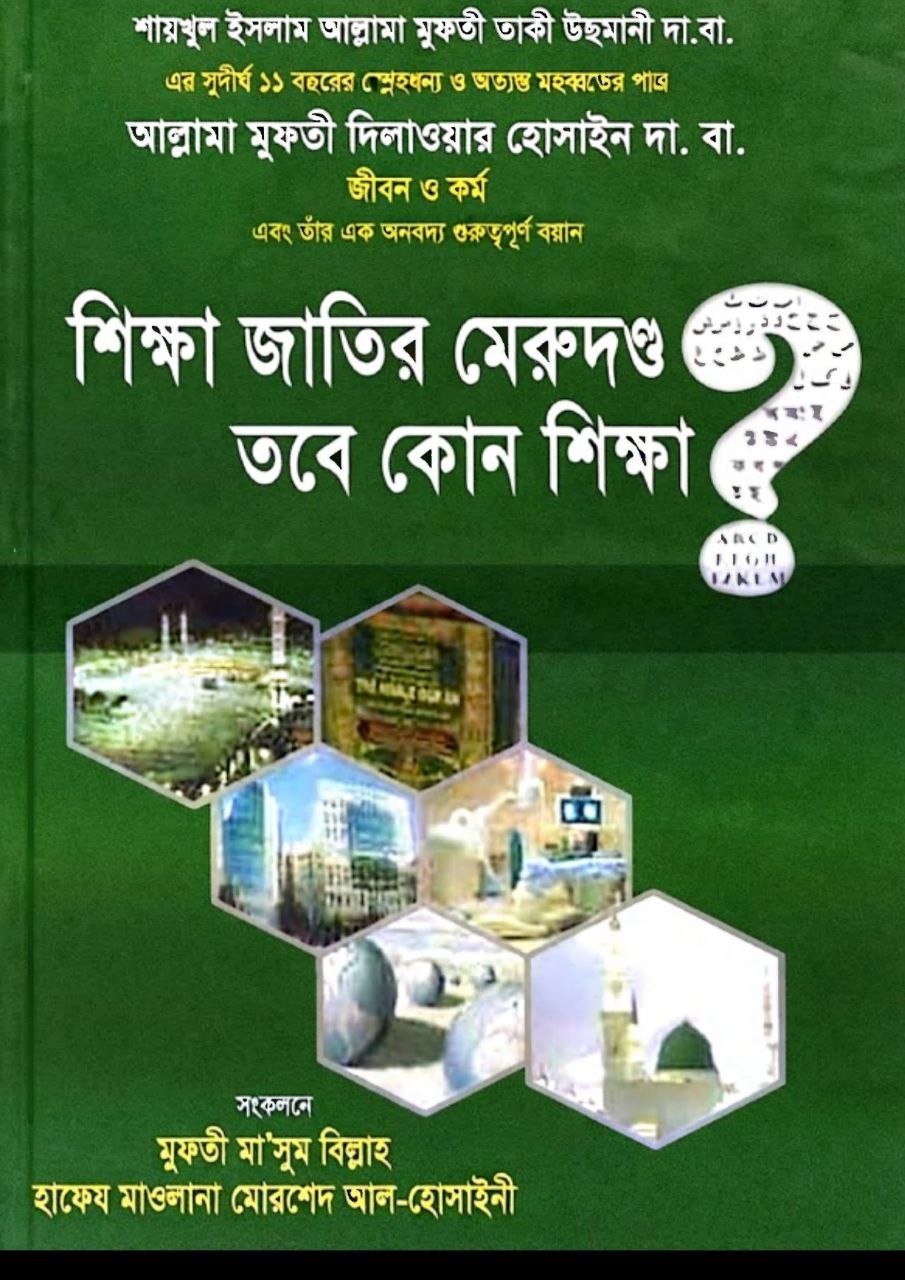 শায়খুল ইসলাম আল্লামা মুফতী তাকী উছমানী দা.বা.
এর সুদীর্ঘ ১১ বছরের স্নেহধন্য ও অত্যন্ত মহব্বতের পাত্র
আল্লামা মুফতী দিলাওয়ার হোসাইন দা. বা.
জীবন ও কর্ম
এবং তাঁর এক অনবদ্য গুরুত্বপূর্ণ বয়ান
শিক্ষা জাতির মেরুদণ্ড
তবে কোন শিক্ষা ?
A B C D
সংকলনে
মুফতী মা'সুম বিল্লাহ
হাফেয মাওলানা মোরশেদ আল-হোসাইনী